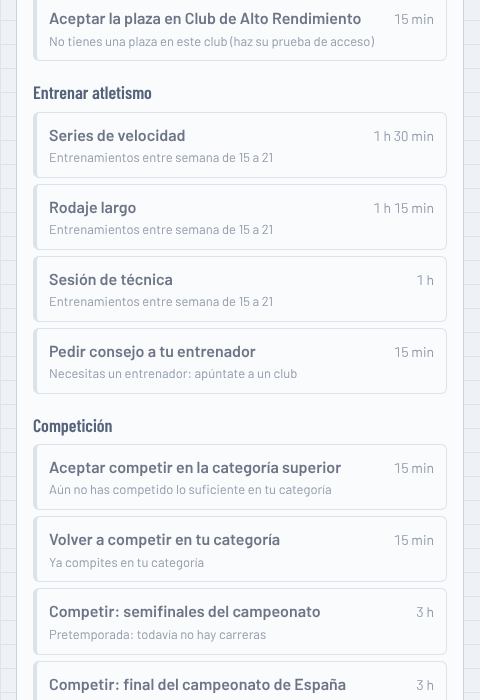 Aceptar la plaza en Club de Alto Rendimiento 15 min
No tienes una plaza en este club (haz su prueba de acceso)
Entrenar atletismo
Series de velocidad 1 h 30 min
Entrenamientos entre semana de 15 a 21
Rodaje largo 1 h 15 min
Entrenamientos entre semana de 15 a 21
Sesión de técnica 1 h
Entrenamientos entre semana de 15 a 21
Pedir consejo a tu entrenador 15 min
Necesitas un entrenador: apúntate a un club
Competición
Aceptar competir en la categoría superior 15 min
Aún no has competido lo suficiente en tu categoría
Volver a competir en tu categoría 15 min
Ya compites en tu categoría
Competir: semifinales del campeonato 3 h
Pretemporada: todavía no hay carreras
Competir: final del campeonato de España 3 h